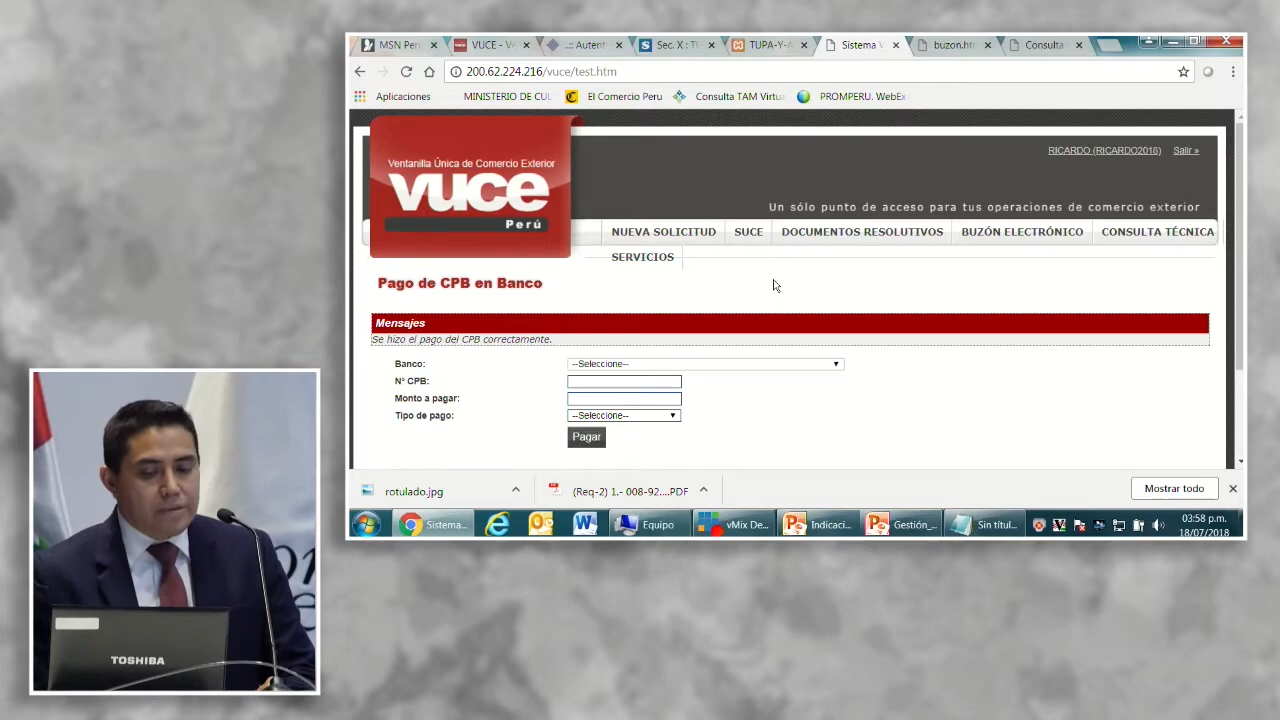 MSN Per
VUCE - V
..:: Autent
Sec. X : T
TUPA-Y-A
Sistema V
buzon.ht
Consulta
200.62.224.216/vuce/test.htm
Aplicaciones MINISTERIO DE CUL El Comercio Peru Consulta TAM Virtu PROMPERU. WebEx
RICARDO (RICARDO2018) Salir »
Ventanilla Única de Comercio Exterior
vuce
Perú
Un sólo punto de acceso para tus operaciones de comercio exterior
NUEVA SOLICITUD SUCE DOCUMENTOS RESOLUTIVOS BUZÓN ELECTRÓNICO CONSULTA TÉCNICA
SERVICIOS
Pago de CPB en Banco
Mensajes
Se hizo el pago del CPB correctamente.
Banco: --Seleccione--
Nº CPB:
Monto a pagar:
Tipo de pago: --Seleccione--
Pagar
rotulado.jpg (Req-2) 1.- 008-92....PDF Mostrar todo
Sistema... Equipo vMix De... Indicaci... Gestión_... Sin títul... 03:58 p.m.
18/07/2018
TOSHIBA